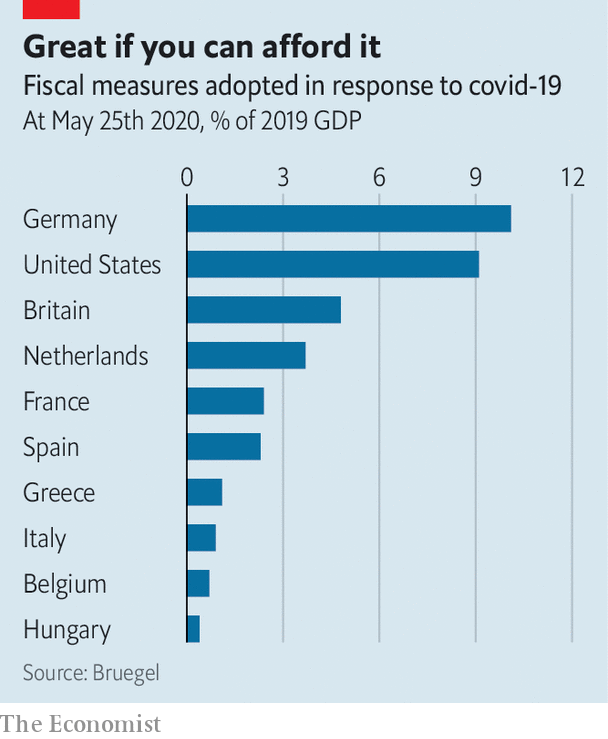 Great if you can afford it
Fiscal measures adopted in response to covid-19
At May 25th 2020, % of 2019 GDP
0 3 6 9 12
Germany
United States
Britain
Netherlands
France
Spain
Greece
Italy
Belgium
Hungary
Source: Bruegel
The Economist